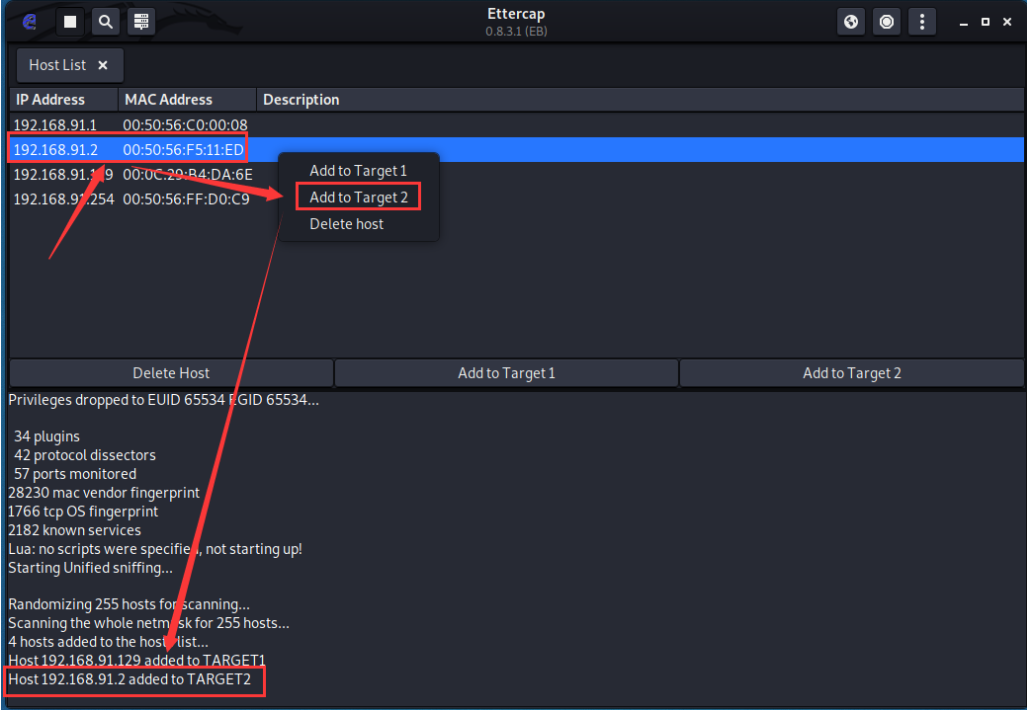 Ettercap
0.8.3.1 (EB)
Host List ×
IP Address MAC Address Description
192.168.91.1 00:50:56:C0:00:08
192.168.91.2 00:50:56:F5:11:ED
00:0C:29:B4:DA:6E
192.168.91.254 00:50:56:FF:D0:C9
Add to Target 1
Add to Target 2
Delete host
Delete Host Add to Target 1 Add to Target 2
Privileges dropped to EUID 65534 EGID 65534...
34 plugins
42 protocol dissectors
57 ports monitored
28230 mac vendor fingerprint
1766 tcp OS fingerprint
2182 known services
Lua: no scripts were specified, not starting up!
Starting Unified sniffing...
Randomizing 255 hosts for scanning...
Scanning the whole netmask for 255 hosts...
4 hosts added to the hosts list...
Host 192.168.91.129 added to TARGET1
Host 192.168.91.2 added to TARGET2